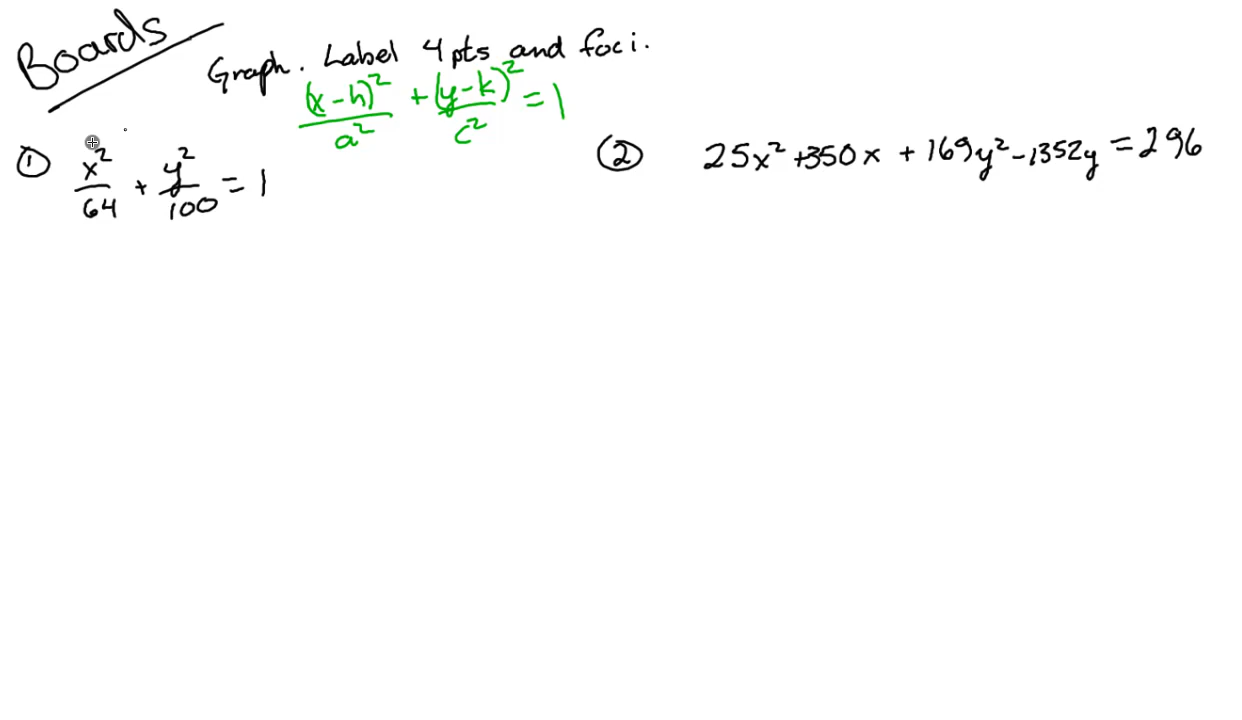 Boards
Graph. Label 4 pts and foci.
(x-h)²/a² + (y-k)²/c² = 1
① x²/64 + y²/100 = 1
② 25x² +350x + 169y² -1352y = 296